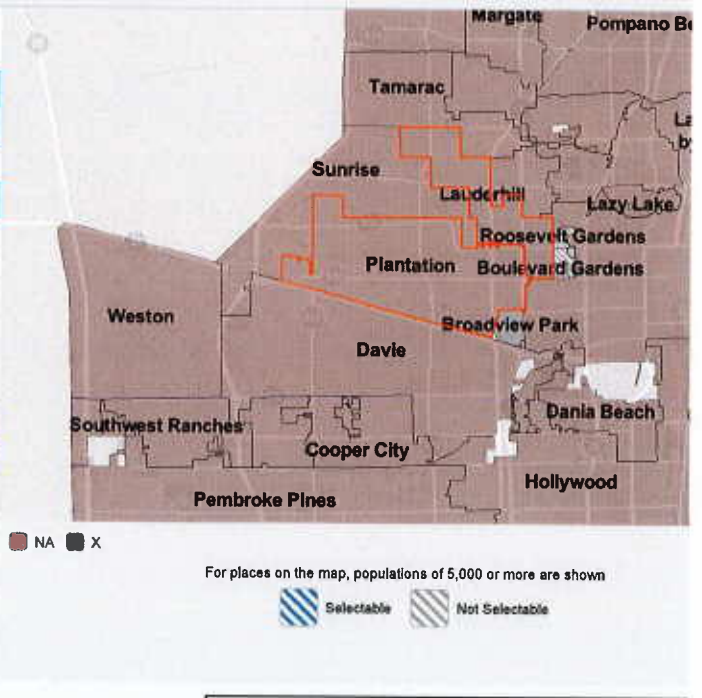 Margate
Pompano Be
Tamarac
La
by
Sunrise
Lauderhill
Lazy Lake
Roosevelt Gardens
Plantation
Boulevard Gardens
Weston
Broadview Park
Davie
Dania Beach
Southwest Ranches
Cooper City
Hollywood
Pembroke Pines
NA X
For places on the map, populations of 5,000 or more are shown
Selectable Not Selectable